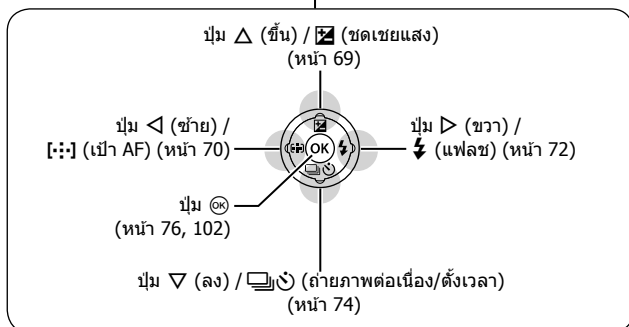 ปุ่ม △ (ขึ้น) / (ชดเชยแสง)
(หน้า 69)
ปุ่ม ◁ (ซ้าย) /
[·:·] (เป้า AF) (หน้า 70)
ปุ่ม ▷ (ขวา) /
(แฟลช) (หน้า 72)
OK
ปุ่ม OK
(หน้า 76, 102)
ปุ่ม ▽ (ลง) / (ถ่ายภาพต่อเนื่อง/ตั้งเวลา)
(หน้า 74)